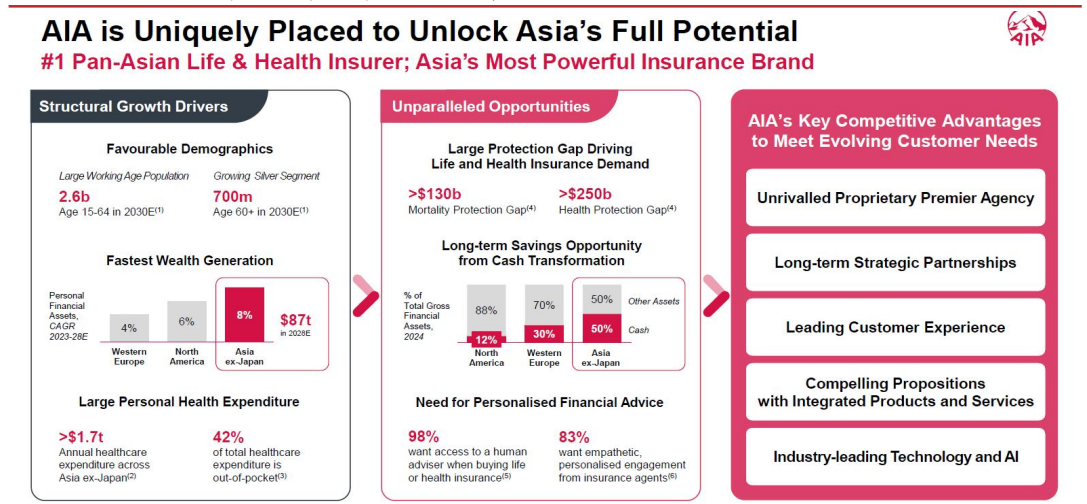 AIA is Uniquely Placed to Unlock Asia's Full Potential
#1 Pan-Asian Life & Health Insurer; Asia's Most Powerful Insurance Brand
AIA
Structural Growth Drivers
Favourable Demographics
Large Working Age Population
2.6b
Age 15-64 in 2030E(1)
Growing Silver Segment
700m
Age 60+ in 2030E(1)
Fastest Wealth Generation
Personal
Financial
Assets,
CAGR
2023-28E
4%
6%
8%
$87t
in 2028E
Western
Europe
North
America
Asia
ex-Japan
Large Personal Health Expenditure
>$1.7t
Annual healthcare
expenditure across
Asia ex-Japan(2)
42%
of total healthcare
expenditure is
out-of-pocket(3)
Unparalleled Opportunities
Large Protection Gap Driving
Life and Health Insurance Demand
>$130b
Mortality Protection Gap(4)
>$250b
Health Protection Gap(4)
Long-term Savings Opportunity
from Cash Transformation
% of
Total Gross
Financial
Assets,
2024
88%
70%
50%
Other Assets
12%
30%
50%
Cash
North
America
Western
Europe
Asia
ex-Japan
Need for Personalised Financial Advice
98%
want access to a human
adviser when buying life
or health insurance(5)
83%
want empathetic,
personalised engagement
from insurance agents(6)
AIA's Key Competitive Advantages
to Meet Evolving Customer Needs
Unrivalled Proprietary Premier Agency
Long-term Strategic Partnerships
Leading Customer Experience
Compelling Propositions
with Integrated Products and Services
Industry-leading Technology and AI